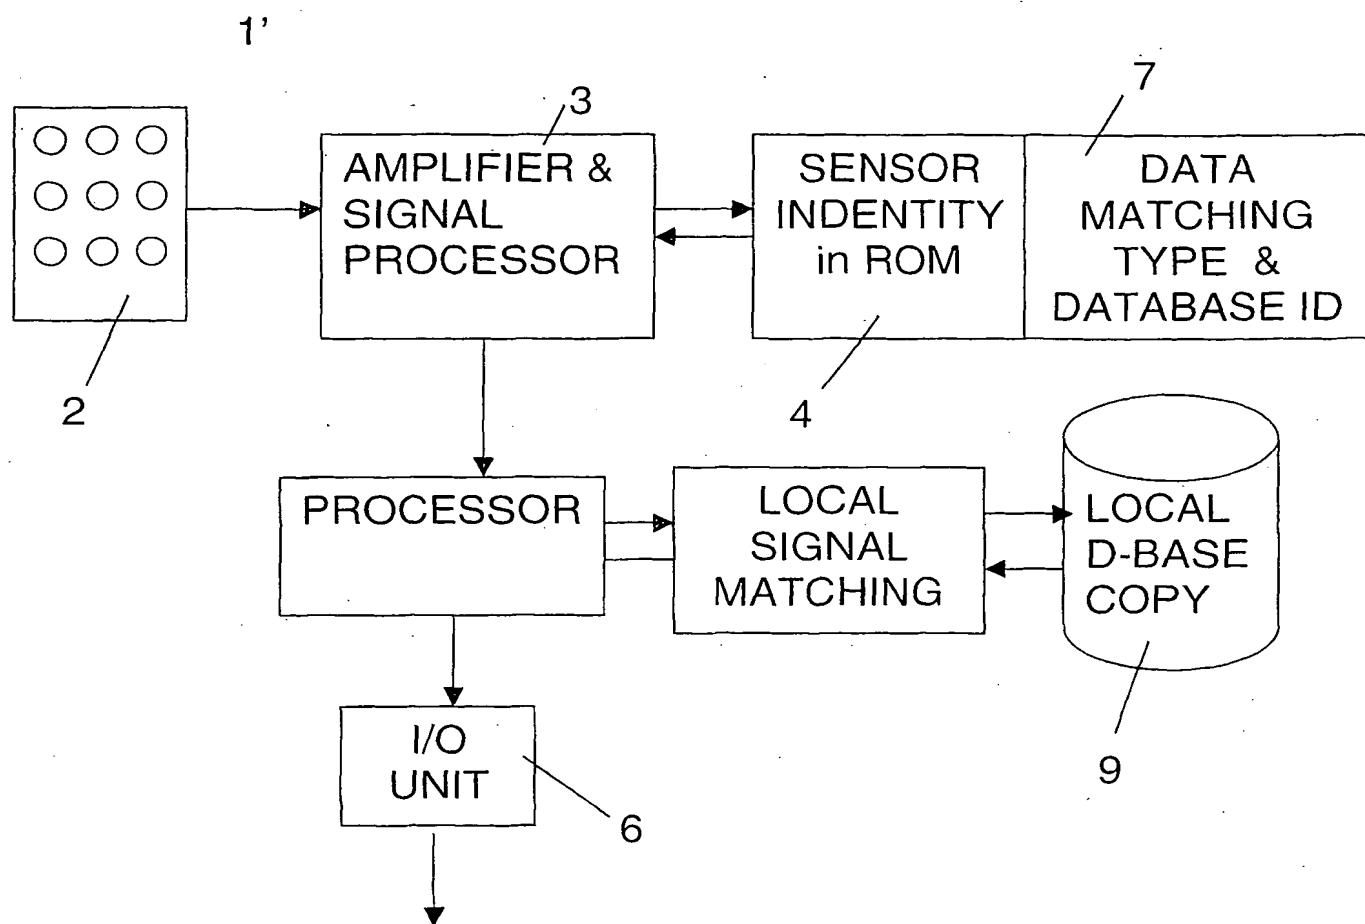 1'
3
7
AMPLIFIER &
SIGNAL
PROCESSOR
SENSOR
INDENTITY
in ROM
DATA
MATCHING
TYPE &
DATABASE ID
2
4
PROCESSOR
LOCAL
SIGNAL
MATCHING
LOCAL
D-BASE
COPY
I/O
UNIT
6
9